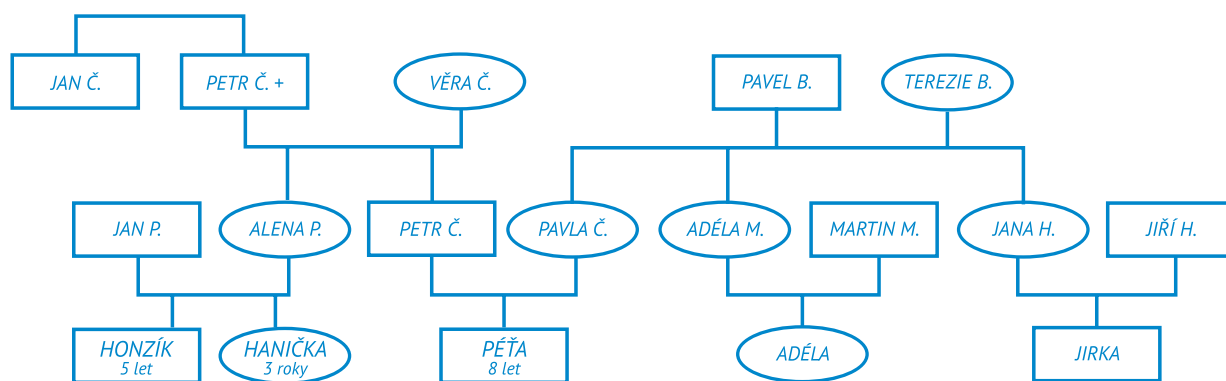 JAN Č.
PETR Č. +
VĚRA Č.
PAVEL B.
TEREZIE B.
JAN P.
ALENA P.
PETR Č.
PAVLA Č.
ADÉLA M.
MARTIN M.
JANA H.
JIŘÍ H.
HONZÍK
5 let
HANIČKA
3 roky
PÉŤA
8 let
ADÉLA
JIRKA